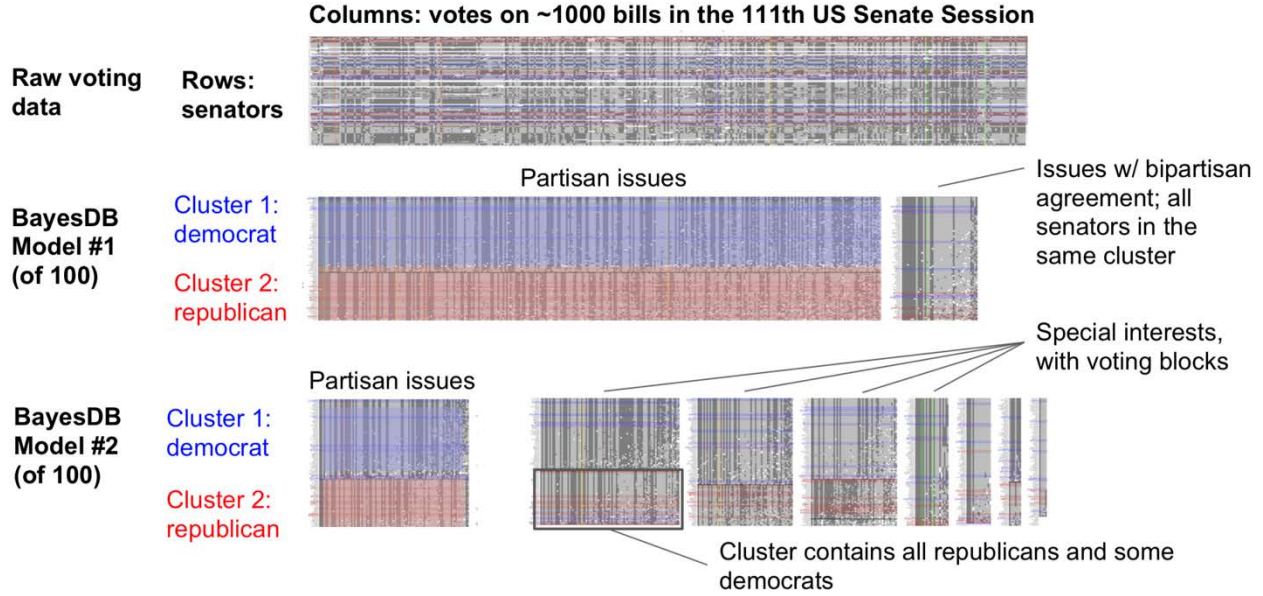 Columns: votes on ~1000 bills in the 111th US Senate Session
Raw voting
data
Rows:
senators
Partisan issues
Issues w/ bipartisan
agreement; all
senators in the
same cluster
BayesDB
Model #1
(of 100)
Cluster 1:
democrat
Cluster 2:
republican
Special interests,
with voting blocks
Partisan issues
BayesDB
Model #2
(of 100)
Cluster 1:
democrat
Cluster 2:
republican
Cluster contains all republicans and some
democrats